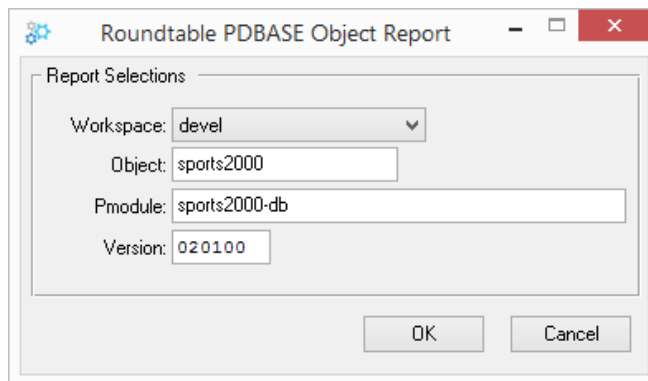 Roundtable PDBASE Object Report
Report Selections
Workspace: devel
Object: sports2000
Pmodule: sports2000-db
Version: 020100
OK Cancel